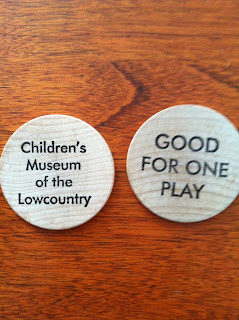 Children's
Museum
of the
Lowcountry
GOOD
FOR ONE
PLAY